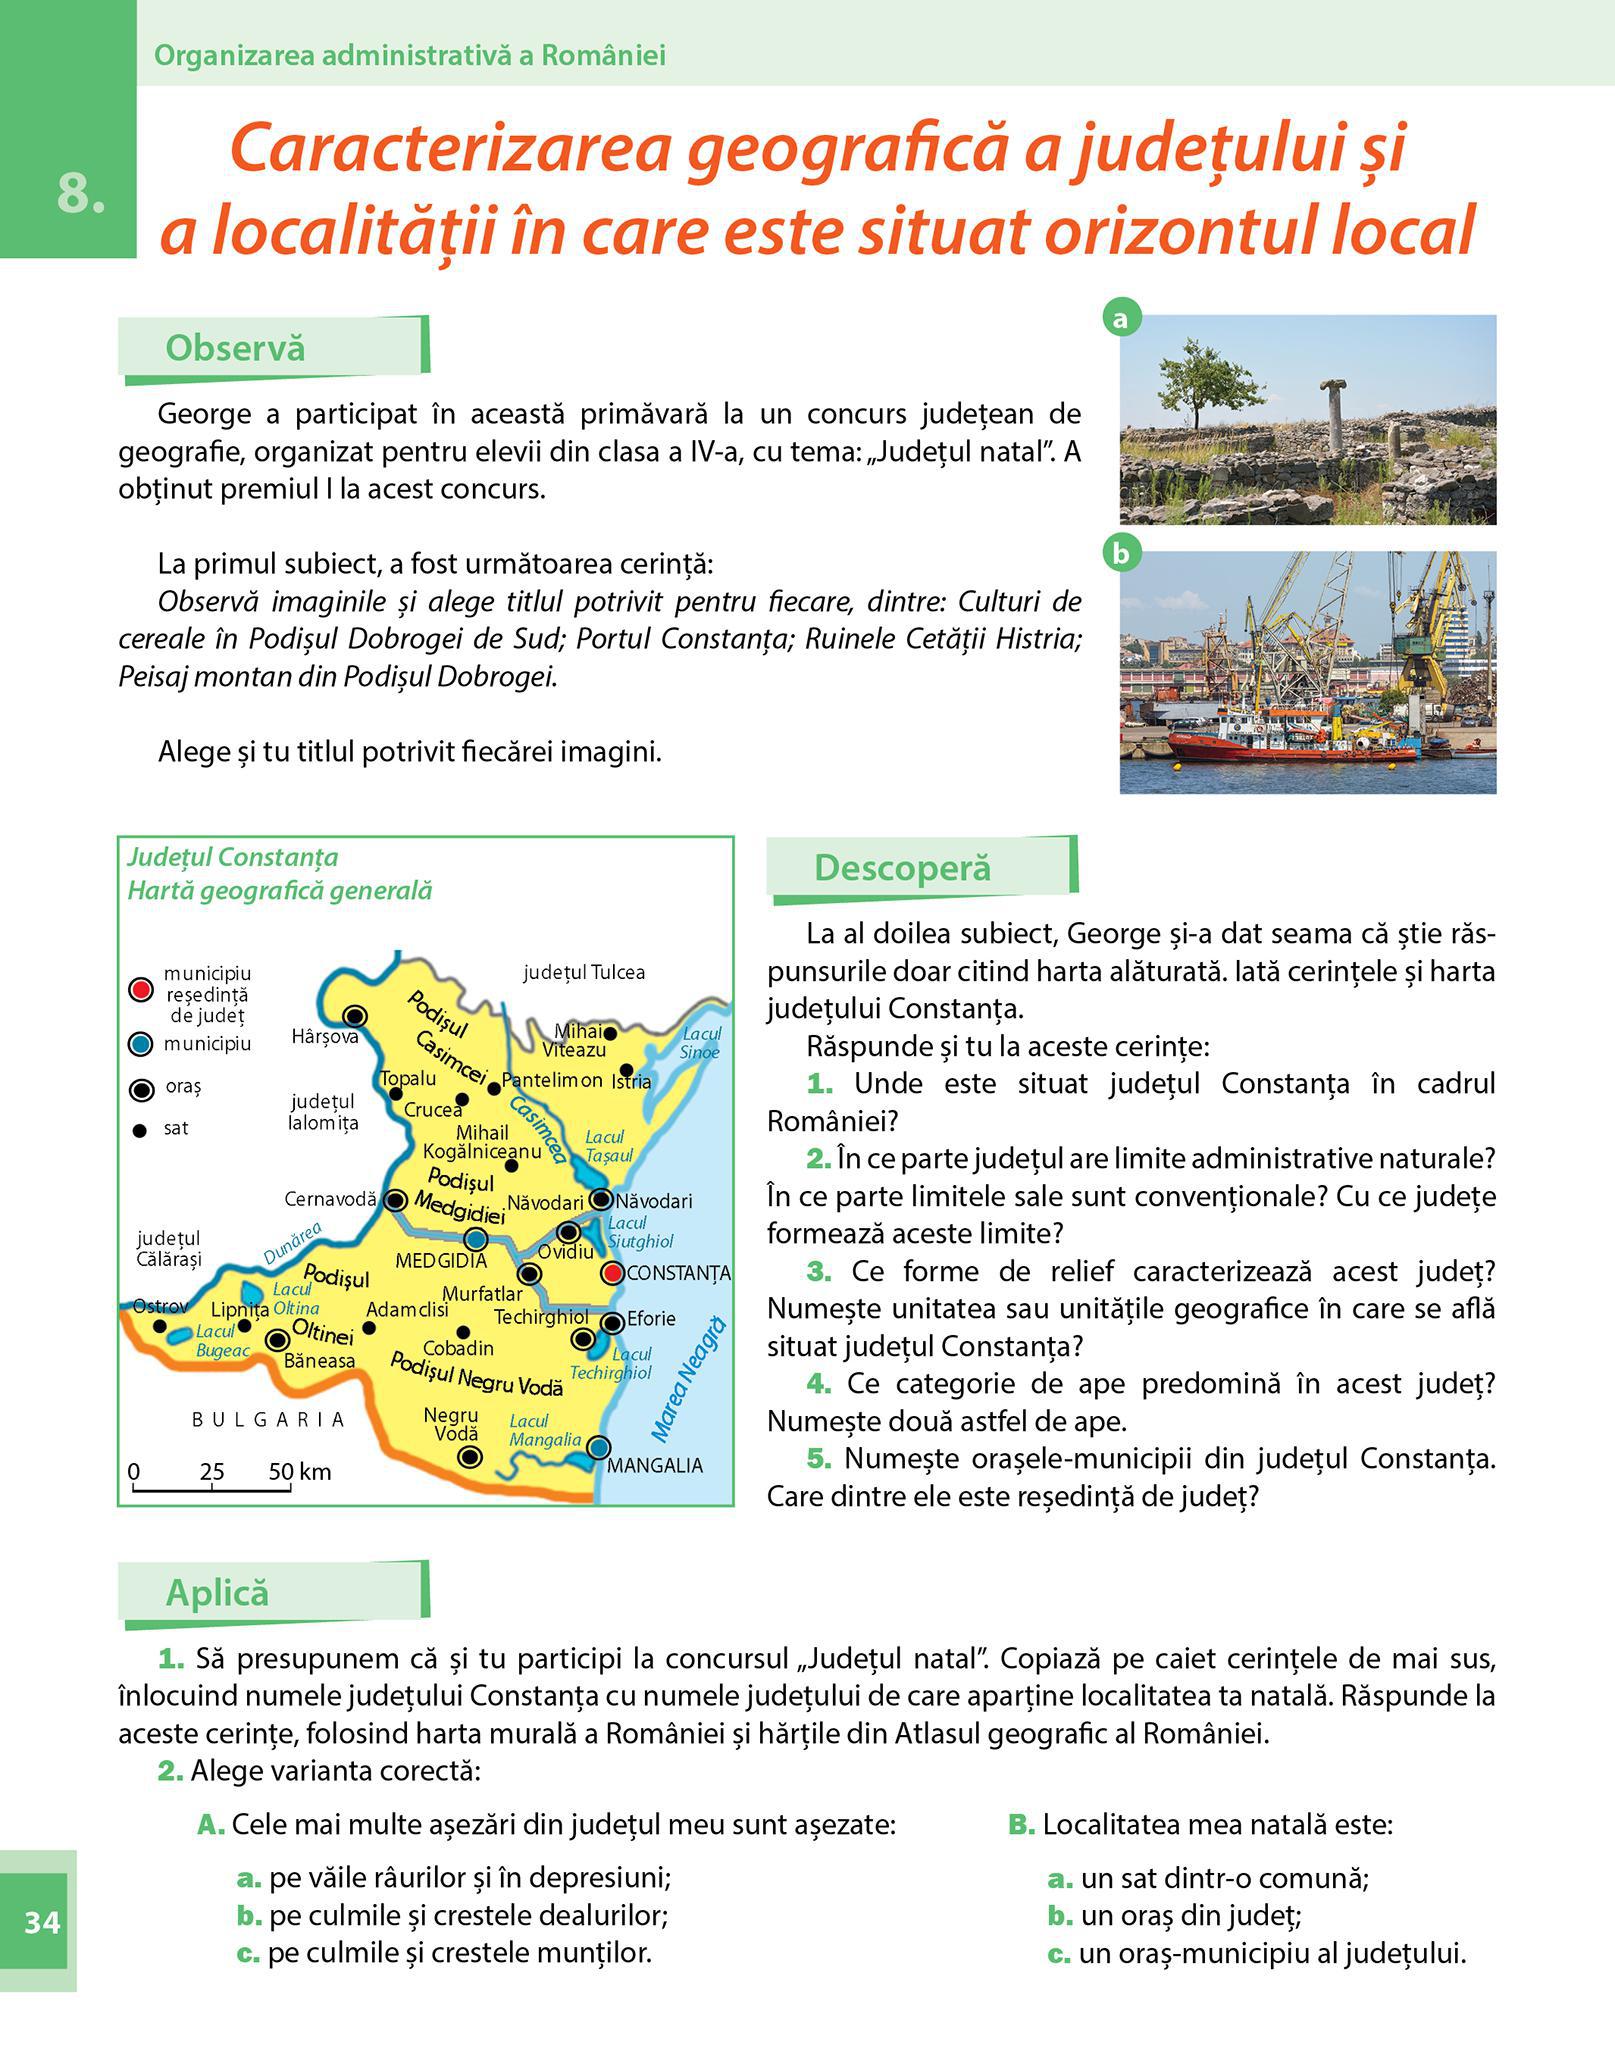 Organizarea administrativă a României
8.
Caracterizarea geografică a județului și
a localității în care este situat orizontul local
Observă
George a participat în această primăvară la un concurs județean de
geografie, organizat pentru elevii din clasa a IV-a, cu tema: „Județul natal”. A
obținut premiul I la acest concurs.
La primul subiect, a fost următoarea cerință:
Observă imaginile și alege titlul potrivit pentru fiecare, dintre: Culturi de
cereale în Podișul Dobrogei de Sud; Portul Constanța; Ruinele Cetății Histria;
Peisaj montan din Podișul Dobrogei.
Alege și tu titlul potrivit fiecărei imagini.
a
b
Județul Constanța
Hartă geografică generală
municipiu
reședință
de județ
municipiu
oraș
sat
județul Tulcea
Hârșova
Podișul
Casimcei
Mihai
Viteazu
Lacul
Sinoe
Topalu
Pantelimon
Istria
județul
Ialomița
Crucea
Casimcea
Mihail
Kogălniceanu
Lacul
Tașaul
Podișul
Medgidiei
Cernavodă
Năvodari
Năvodari
județul
Călărași
Dunărea
MEDGIDIA
Ovidiu
Lacul
Siutghiol
CONSTANȚA
Podișul
Oltinei
Lacul
Oltina
Murfatlar
Ostrov
Lipnița
Adamclisi
Techirghiol
Eforie
Lacul
Bugeac
Băneasa
Cobadin
Lacul
Techirghiol
Podișul Negru Vodă
Marea Neagră
BULGARIA
Negru
Vodă
Lacul
Mangalia
MANGALIA
0 25 50 km
Descoperă
La al doilea subiect, George și-a dat seama că știe răs-
punsurile doar citind harta alăturată. Iată cerințele și harta
județului Constanța.
Răspunde și tu la aceste cerințe:
1. Unde este situat județul Constanța în cadrul
României?
2. În ce parte județul are limite administrative naturale?
În ce parte limitele sale sunt convenționale? Cu ce județe
formează aceste limite?
3. Ce forme de relief caracterizează acest județ?
Numește unitatea sau unitățile geografice în care se află
situat județul Constanța?
4. Ce categorie de ape predomină în acest județ?
Numește două astfel de ape.
5. Numește orașele-municipii din județul Constanța.
Care dintre ele este reședință de județ?
Aplică
1. Să presupunem că și tu participi la concursul „Județul natal”. Copiază pe caiet cerințele de mai sus,
înlocuind numele județului Constanța cu numele județului de care aparține localitatea ta natală. Răspunde la
aceste cerințe, folosind harta murală a României și hărțile din Atlasul geografic al României.
2. Alege varianta corectă:
A. Cele mai multe așezări din județul meu sunt așezate:
a. pe văile râurilor și în depresiuni;
b. pe culmile și crestele dealurilor;
c. pe culmile și crestele munților.
B. Localitatea mea natală este:
a. un sat dintr-o comună;
b. un oraș din județ;
c. un oraș-municipiu al județului.
34